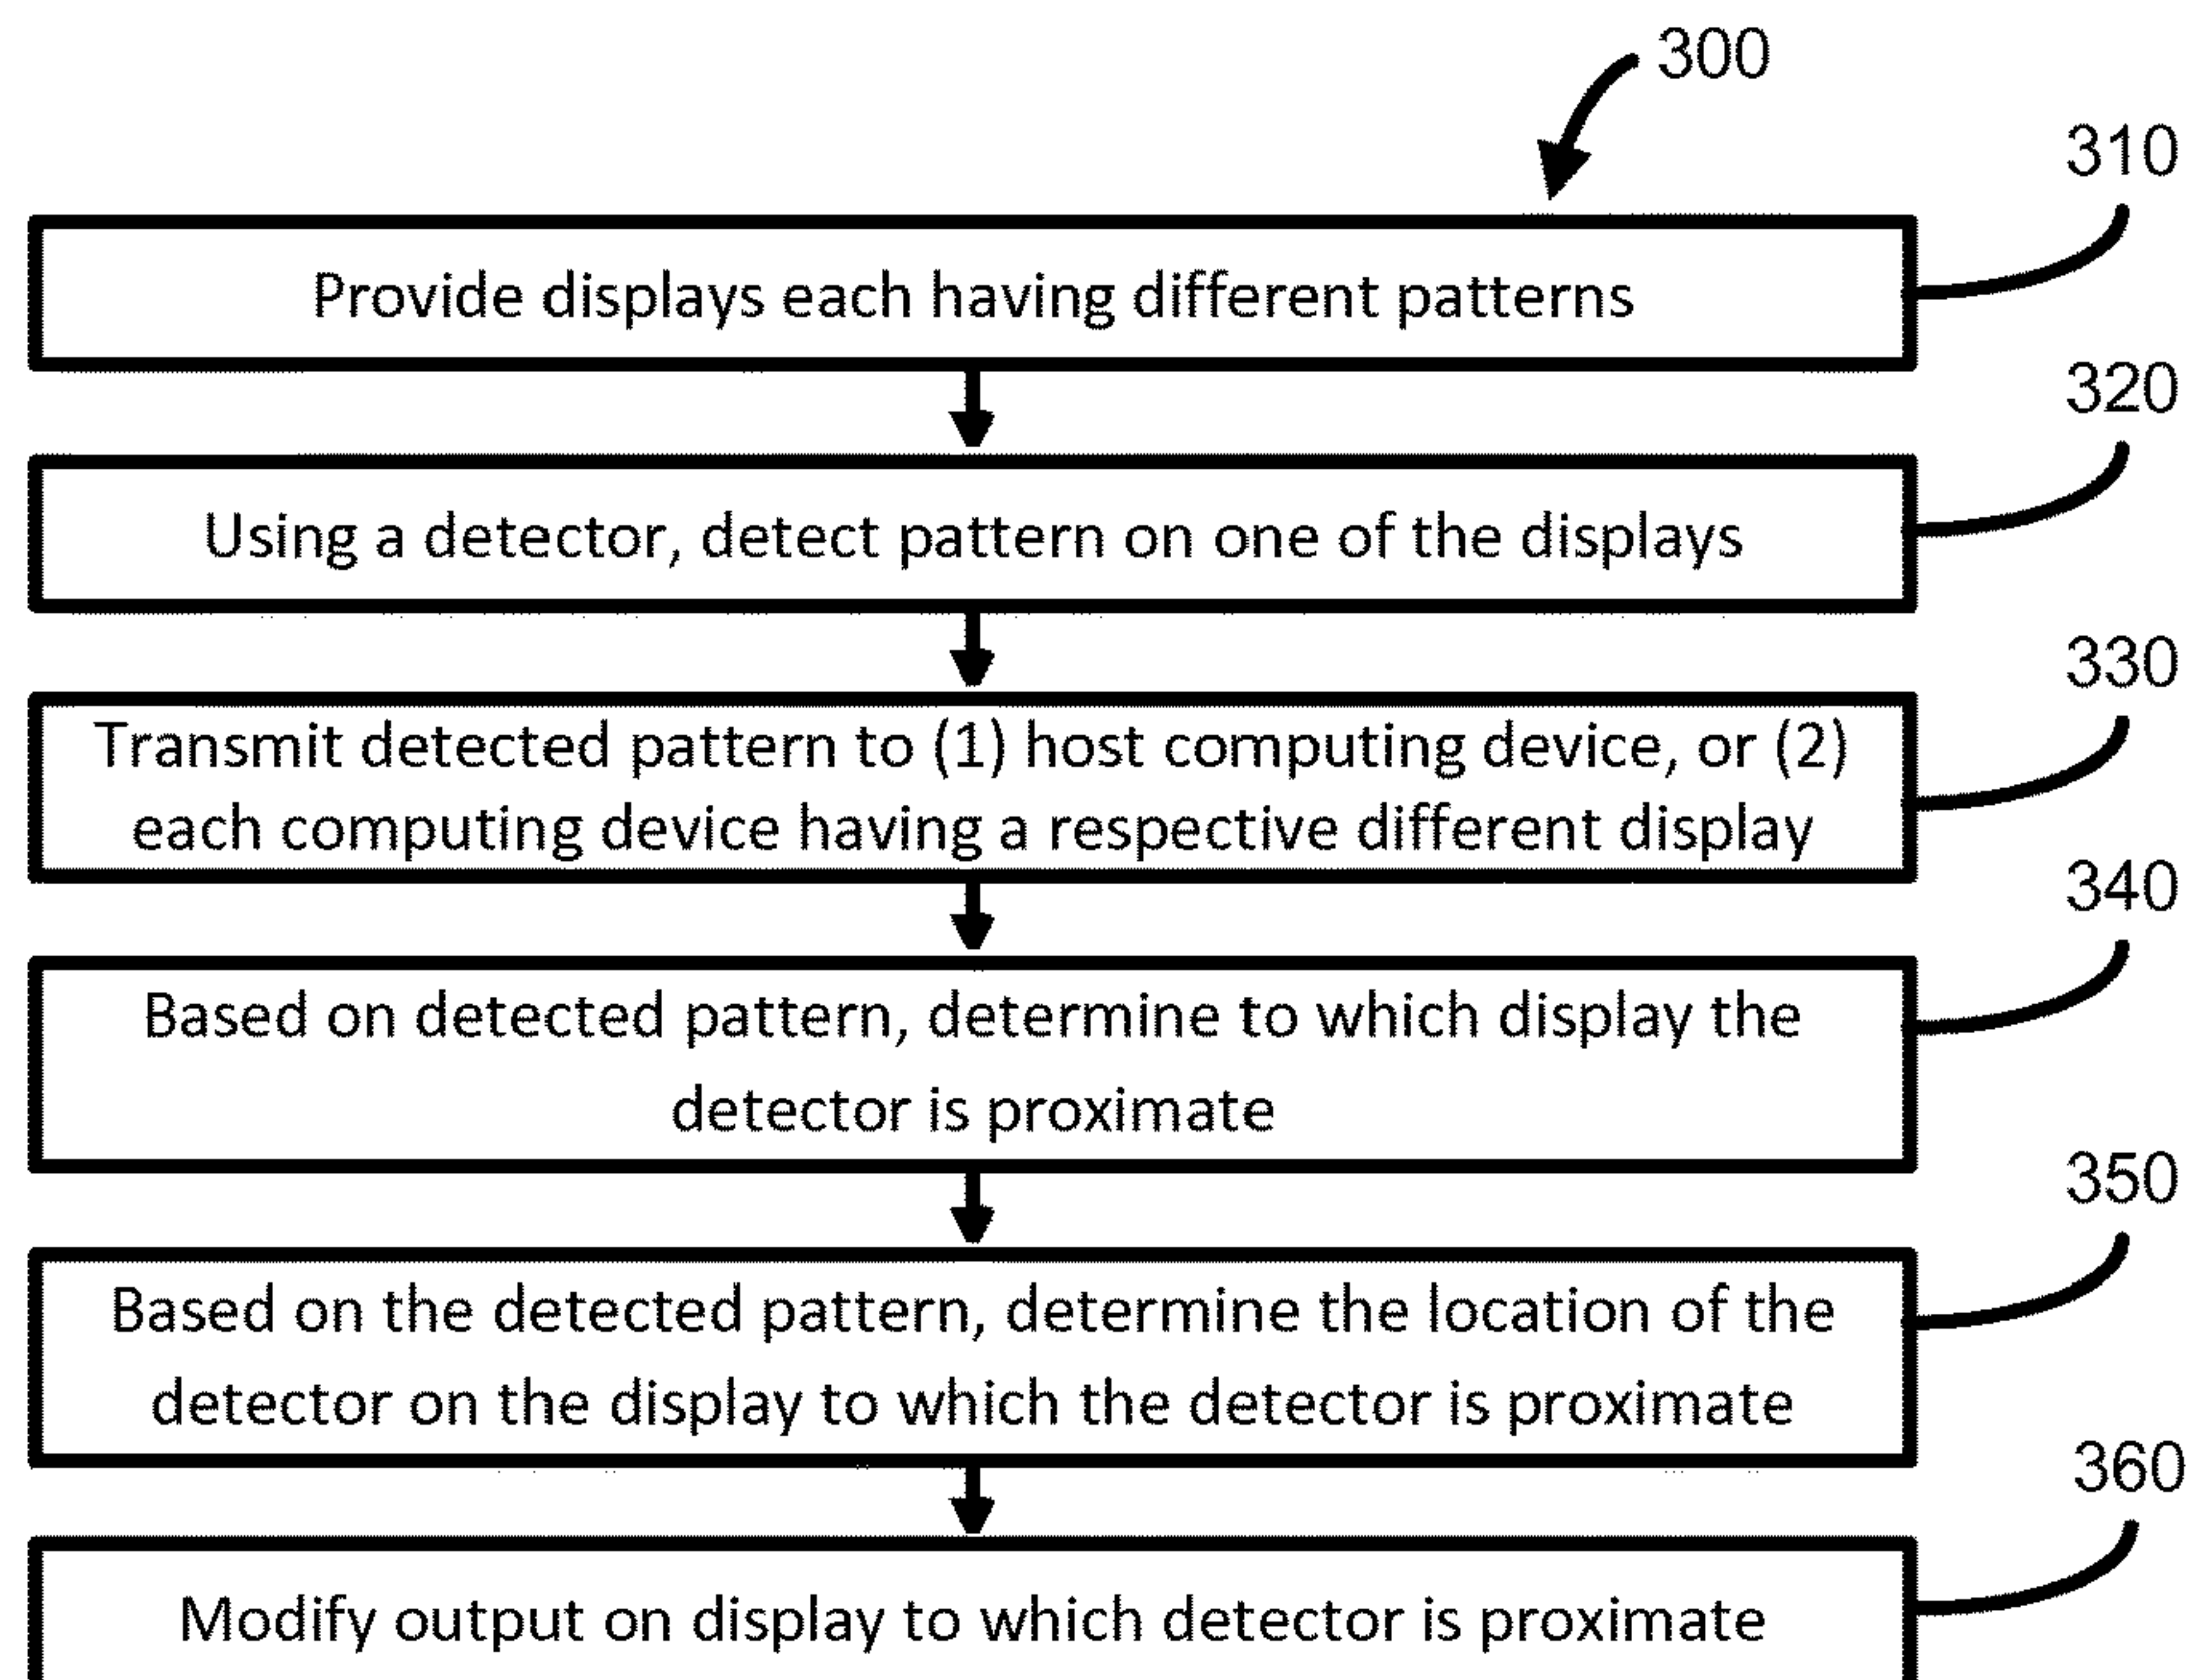 300
310
Provide displays each having different patterns
320
Using a detector, detect pattern on one of the displays
330
Transmit detected pattern to (1) host computing device, or (2)
each computing device having a respective different display
340
Based on detected pattern, determine to which display the
detector is proximate
350
Based on the detected pattern, determine the location of the
detector on the display to which the detector is proximate
360
Modify output on display to which detector is proximate